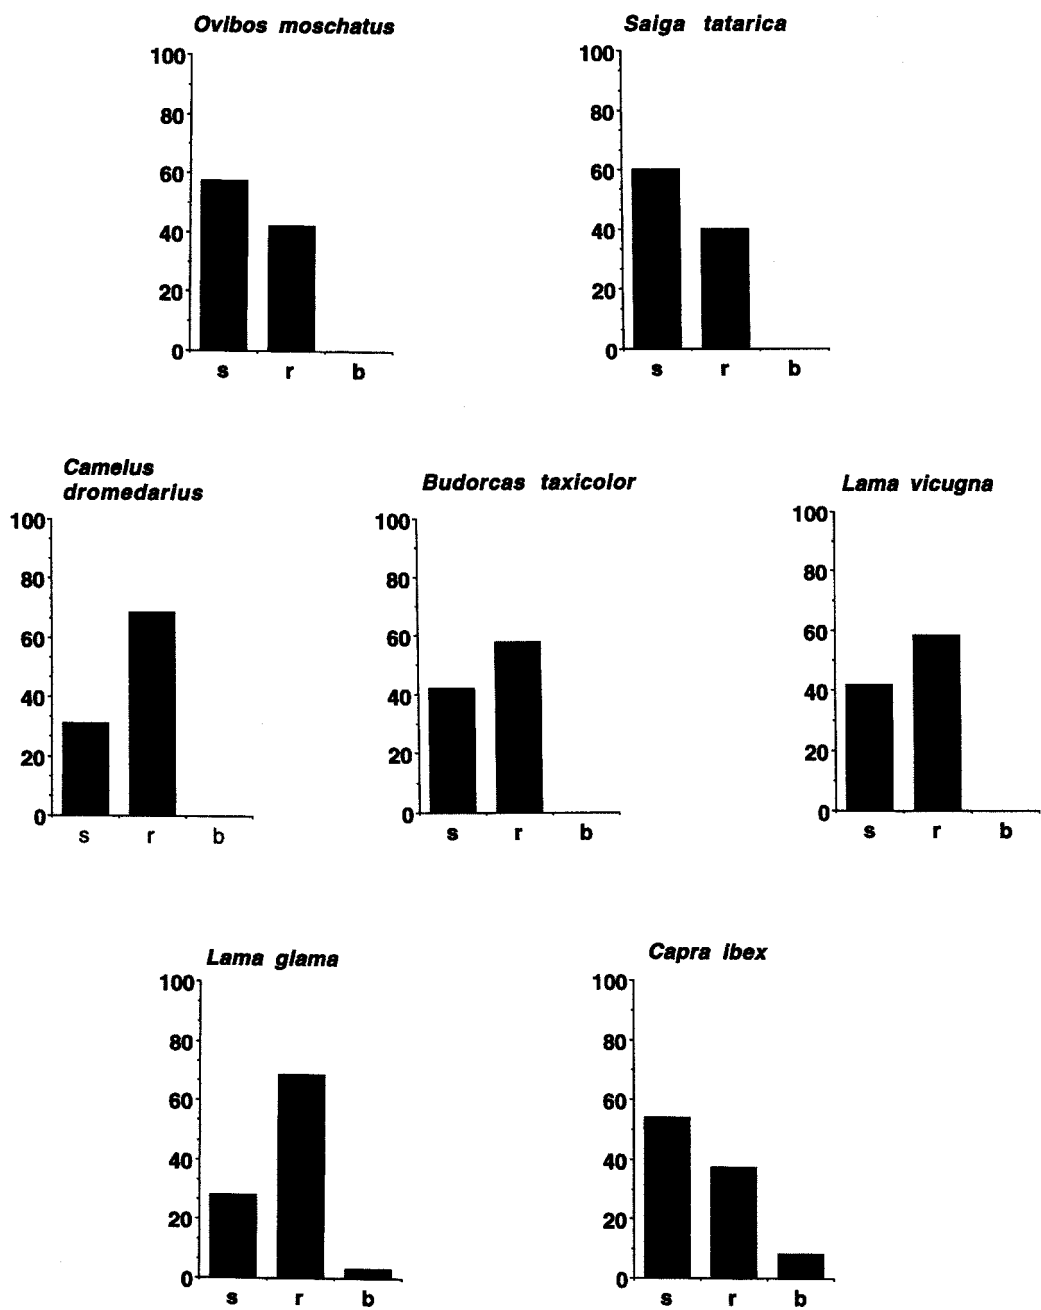 Ovibos moschatus
100
80
60
40
20
0
s r b
Saiga tatarica
100
80
60
40
20
0
s r b
Camelus
dromedarius
100
80
60
40
20
0
s r b
Budorcas taxicolor
100
80
60
40
20
0
s r b
Lama vicugna
100
80
60
40
20
0
s r b
Lama glama
100
80
60
40
20
0
s r b
Capra ibex
100
80
60
40
20
0
s r b